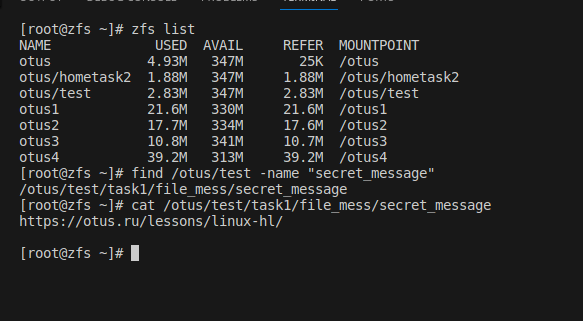 [root@zfs ~]# zfs list
NAME USED AVAIL REFER MOUNTPOINT
otus 4.93M 347M 25K /otus
otus/hometask2 1.88M 347M 1.88M /otus/hometask2
otus/test 2.83M 347M 2.83M /otus/test
otus1 21.6M 330M 21.6M /otus1
otus2 17.7M 334M 17.6M /otus2
otus3 10.8M 341M 10.7M /otus3
otus4 39.2M 313M 39.2M /otus4
[root@zfs ~]# find /otus/test -name "secret_message"
/otus/test/task1/file_mess/secret_message
[root@zfs ~]# cat /otus/test/task1/file_mess/secret_message
https://otus.ru/lessons/linux-hl/
[root@zfs ~]#